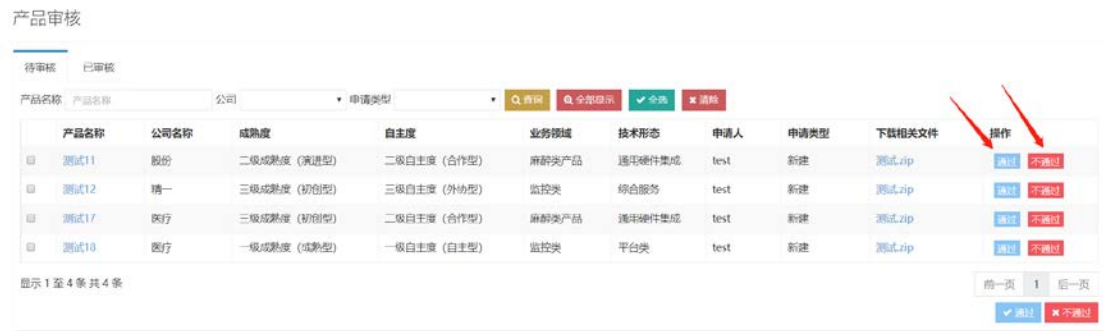 产品审核
待审核 已审核
产品名称 产品名称 公司 申请类型 查询 全部显示 全选 清除
产品名称 公司名称 成熟度 自主度 业务领域 技术形态 申请人 申请类型 下载相关文件 操作
测试11 股份 二级成熟度（演进型） 二级自主度（合作型） 麻醉类产品 通用硬件集成 test 新建 测试.zip 通过 不通过
测试12 精一 三级成熟度（初创型） 三级自主度（外协型） 监控类 综合服务 test 新建 测试.zip 通过 不通过
测试17 医疗 三级成熟度（初创型） 二级自主度（合作型） 麻醉类产品 通用硬件集成 test 新建 测试.zip 通过 不通过
测试18 医疗 一级成熟度（成熟型） 一级自主度（自主型） 监控类 平台类 test 新建 测试.zip 通过 不通过
显示 1 至 4 条 共 4 条
前一页 1 后一页
通过 不通过